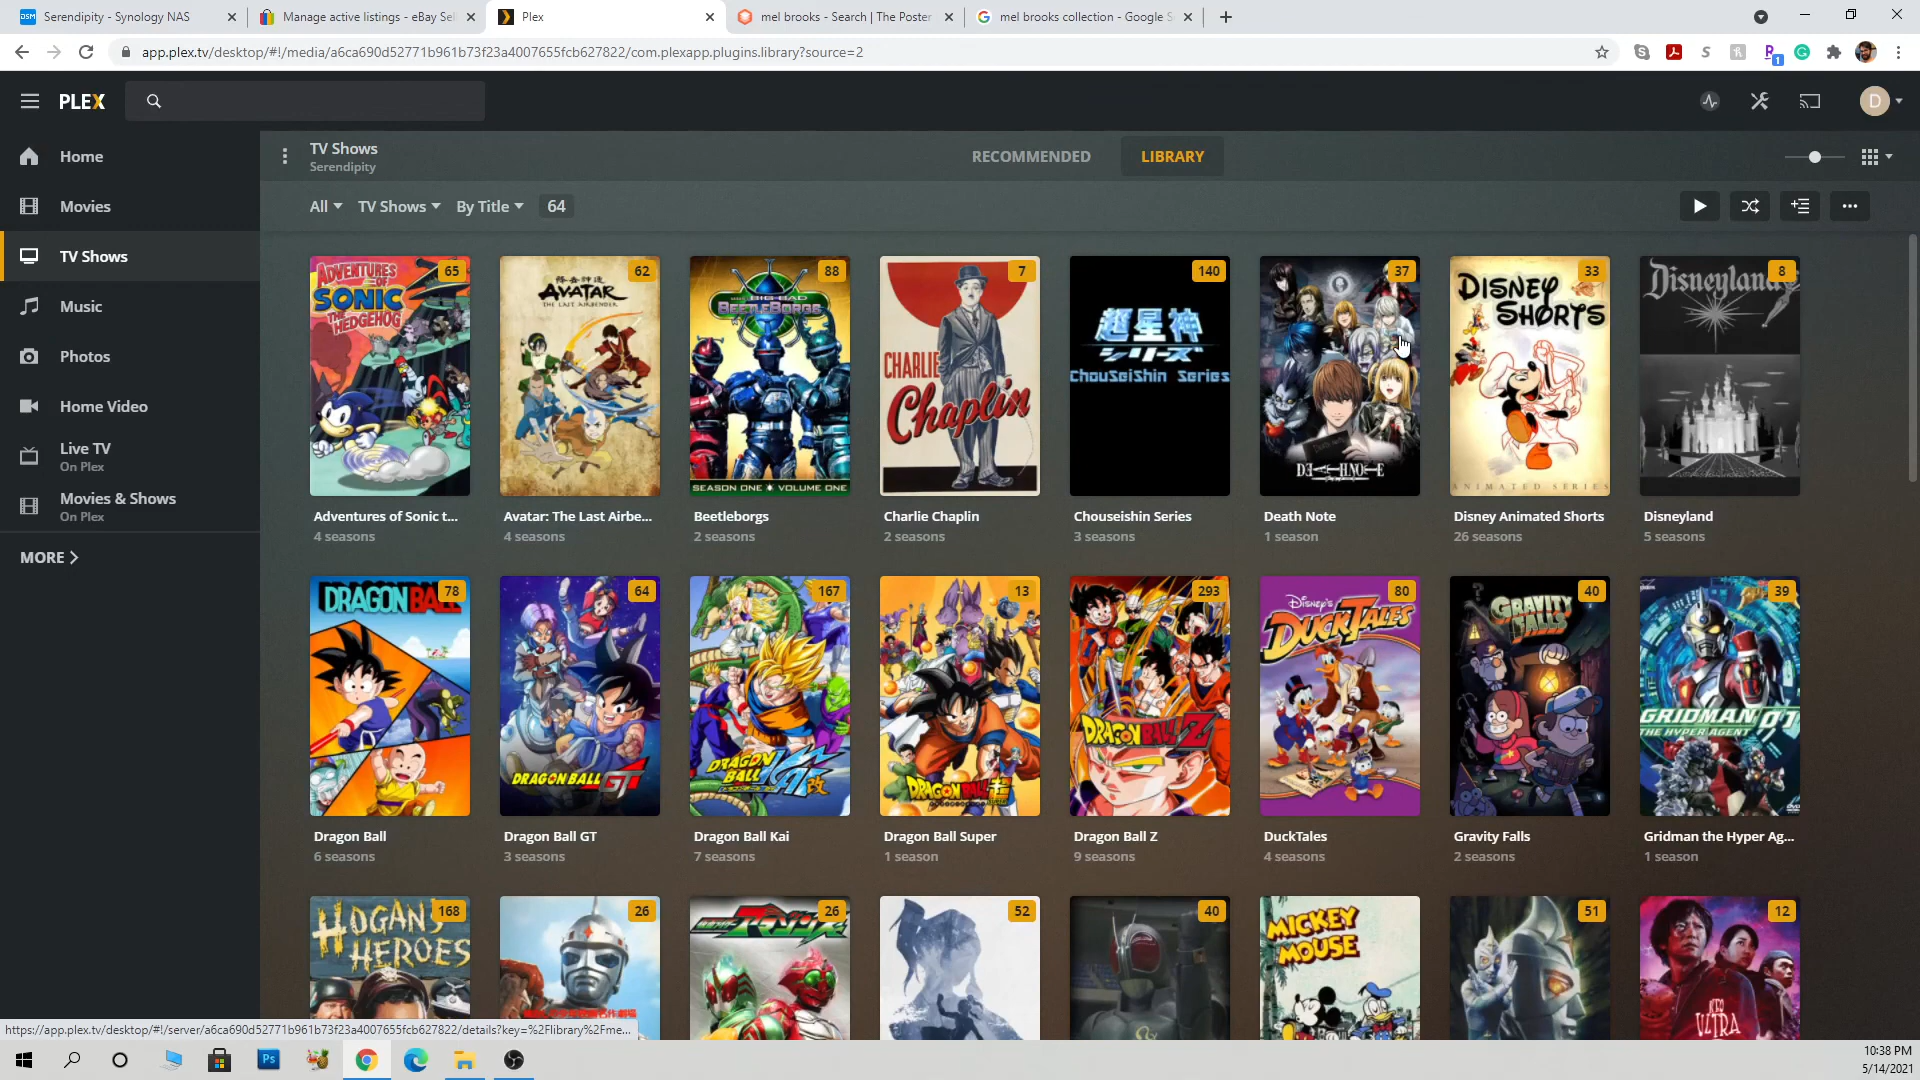 Serendipity - Synology NAS
Manage active listings - eBay Sel
Plex
mel brooks - Search | The Poster
mel brooks collection - Google S
app.plex.tv/desktop/#!/media/a6ca690d52771b961b73f23a4007655fcb627822/com.plexapp.plugins.library?source=2
PLEX
D
Home
Movies
TV Shows
Music
Photos
Home Video
Live TV
On Plex
Movies & Shows
On Plex
MORE
TV Shows
Serendipity
RECOMMENDED
LIBRARY
All
TV Shows
By Title
64
ADVENTURES OF
SONIC
THE HEDGEHOG
65
AVATAR
THE LAST AIRBENDER
62
BIG BAD
BEETLEBORGS
SEASON ONE VOLUME ONE
88
CHARLIE
Chaplin
7
超星神
シリーズ
ChouSeiShin Series
140
DEATH NOTE
37
DISNEY
SHORTS
ANIMATED SERIES
33
Disneyland
8
Adventures of Sonic t...
4 seasons
Avatar: The Last Airbe...
4 seasons
Beetleborgs
2 seasons
Charlie Chaplin
2 seasons
Chouseishin Series
3 seasons
Death Note
1 season
Disney Animated Shorts
26 seasons
Disneyland
5 seasons
DRAGON BALL
78
DRAGON BALL GT
64
DRAGON
BALL KAI
改
167
DRAGON BALL 超
13
DRAGON BALL Z
293
Disney's
DUCKTALES
80
GRAVITY
FALLS
40
GRIDMAN
THE HYPER AGENT
39
Dragon Ball
6 seasons
Dragon Ball GT
3 seasons
Dragon Ball Kai
7 seasons
Dragon Ball Super
1 season
Dragon Ball Z
9 seasons
DuckTales
4 seasons
Gravity Falls
2 seasons
Gridman the Hyper Ag...
1 season
HOGAN'S
HEROES
168
26
26
52
40
MICKEY
MOUSE
51
ULTRA
12
https://app.plex.tv/desktop/#!/server/a6ca690d52771b961b73f23a4007655fcb627822/details?key=%2Flibrary%2Fme...
10:38 PM
5/14/2021